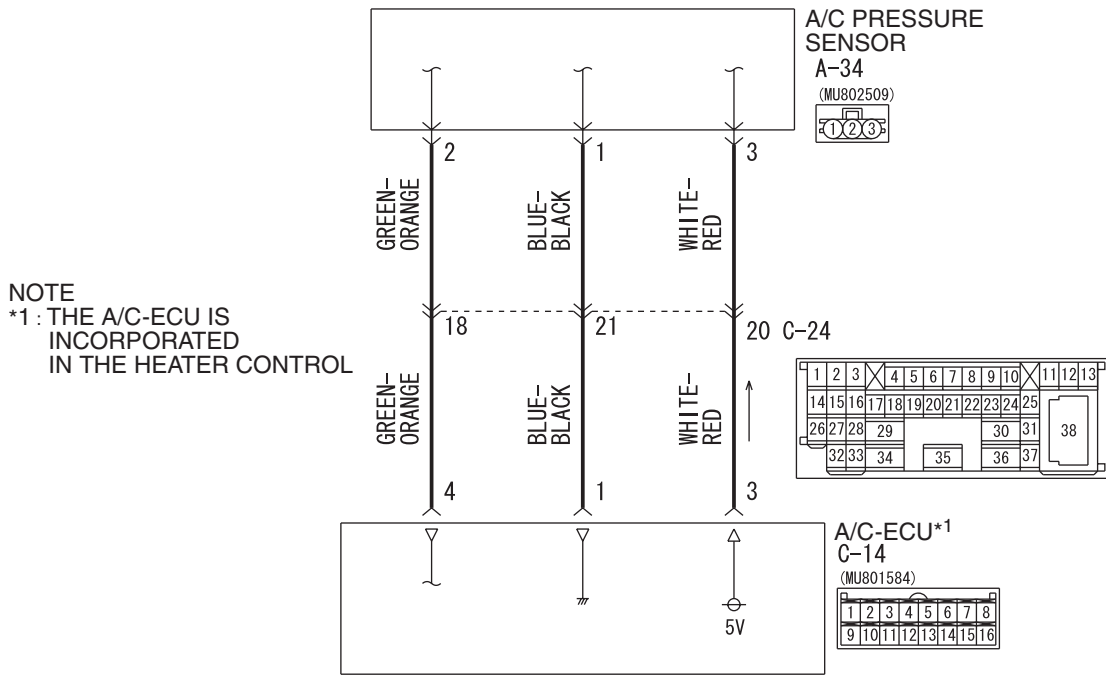 A/C PRESSURE
SENSOR
A-34
(MU802509)
1 2 3
2 1 3
GREEN-
ORANGE
BLUE-
BLACK
WHITE-
RED
NOTE
*1 : THE A/C-ECU IS
INCORPORATED
IN THE HEATER CONTROL
18 21 20 C-24
GREEN-
ORANGE
BLUE-
BLACK
WHITE-
RED
1 2 3 4 5 6 7 8 9 10 11 12 13
14 15 16 17 18 19 20 21 22 23 24 25
26 27 28 29 30 31 38
32 33 34 35 36 37
4 1 3
A/C-ECU*1
C-14
(MU801584)
5V
1 2 3 4 5 6 7 8
9 10 11 12 13 14 15 16